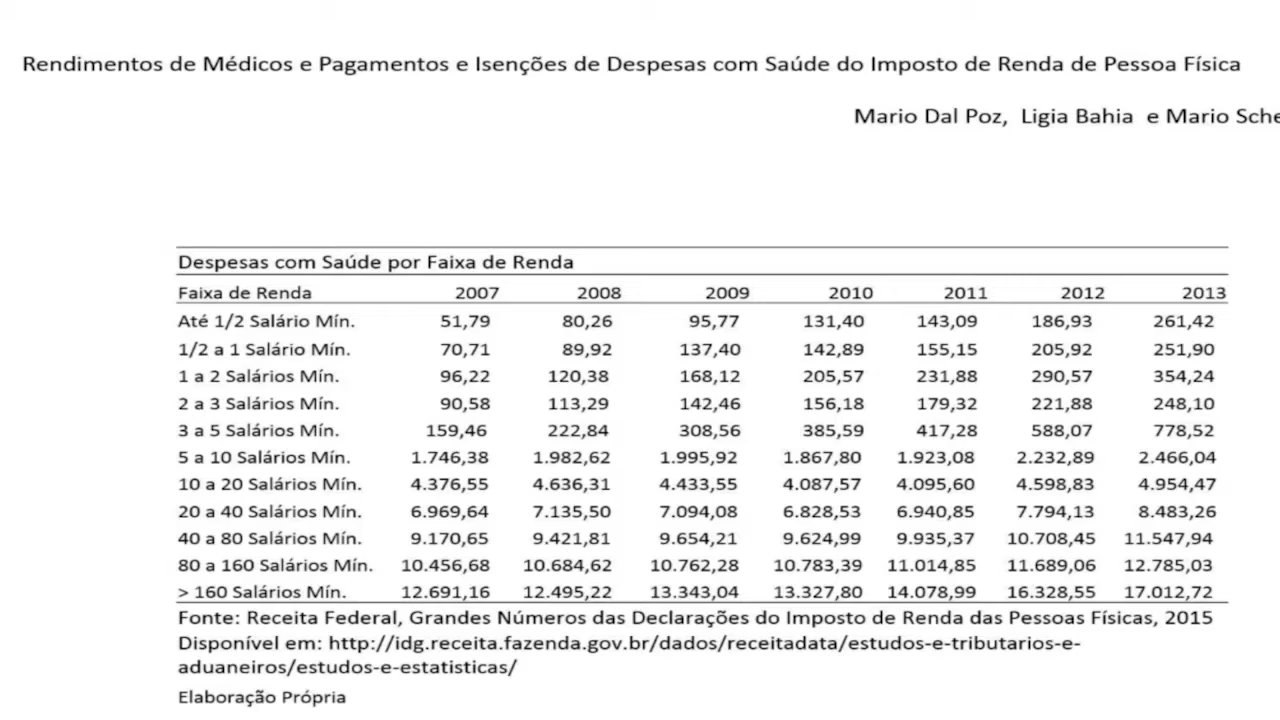 Rendimentos de Médicos e Pagamentos e Isenções de Despesas com Saúde do Imposto de Renda de Pessoa Física
Mario Dal Poz, Ligia Bahia e Mario Sche
Despesas com Saúde por Faixa de Renda
Faixa de Renda 2007 2008 2009 2010 2011 2012 2013
Até 1/2 Salário Mín. 51,79 80,26 95,77 131,40 143,09 186,93 261,42
1/2 a 1 Salário Mín. 70,71 89,92 137,40 142,89 155,15 205,92 251,90
1 a 2 Salários Mín. 96,22 120,38 168,12 205,57 231,88 290,57 354,24
2 a 3 Salários Mín. 90,58 113,29 142,46 156,18 179,32 221,88 248,10
3 a 5 Salários Mín. 159,46 222,84 308,56 385,59 417,28 588,07 778,52
5 a 10 Salários Mín. 1.746,38 1.982,62 1.995,92 1.867,80 1.923,08 2.232,89 2.466,04
10 a 20 Salários Mín. 4.376,55 4.636,31 4.433,55 4.087,57 4.095,60 4.598,83 4.954,47
20 a 40 Salários Mín. 6.969,64 7.135,50 7.094,08 6.828,53 6.940,85 7.794,13 8.483,26
40 a 80 Salários Mín. 9.170,65 9.421,81 9.654,21 9.624,99 9.935,37 10.708,45 11.547,94
80 a 160 Salários Mín. 10.456,68 10.684,62 10.762,28 10.783,39 11.014,85 11.689,06 12.785,03
> 160 Salários Mín. 12.691,16 12.495,22 13.343,04 13.327,80 14.078,99 16.328,55 17.012,72
Fonte: Receita Federal, Grandes Números das Declarações do Imposto de Renda das Pessoas Físicas, 2015
Disponível em: http://idg.receita.fazenda.gov.br/dados/receitadata/estudos-e-tributarios-e-
aduaneiros/estudos-e-estatisticas/
Elaboração Própria